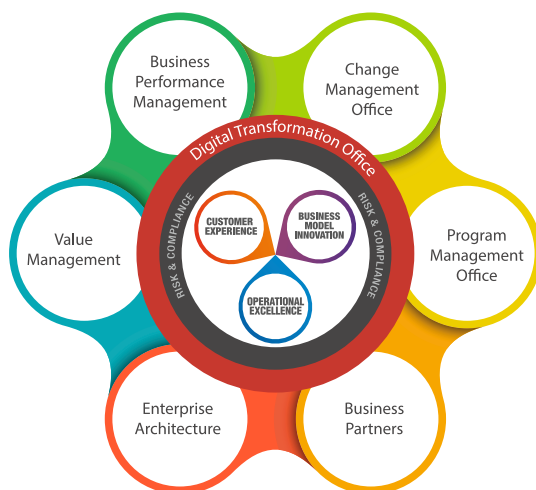 Business
Performance
Management
Change
Management
Office
Digital Transformation Office
RISK & COMPLIANCE
RISK & COMPLIANCE
CUSTOMER
EXPERIENCE
BUSINESS
MODEL
INNOVATION
OPERATIONAL
EXCELLENCE
Value
Management
Program
Management
Office
Enterprise
Architecture
Business
Partners